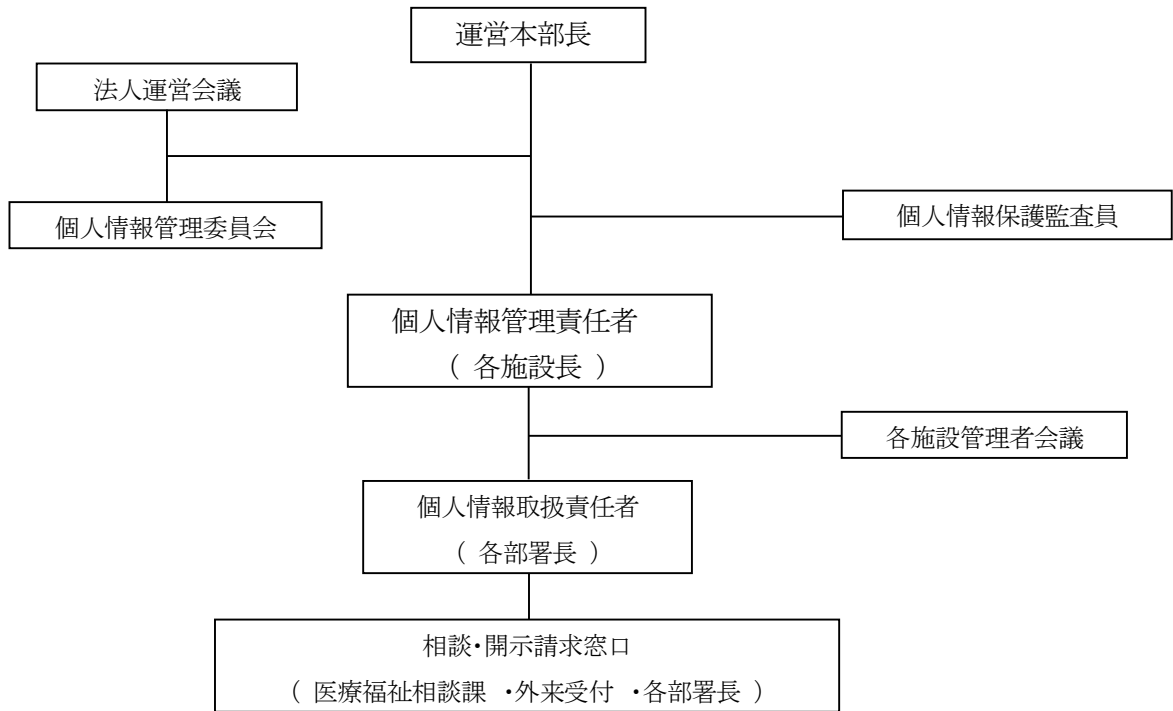 運営本部長
法人運営会議
個人情報管理委員会
個人情報保護監査員
個人情報管理責任者
（ 各施設長 ）
各施設管理者会議
個人情報取扱責任者
（ 各部署長 ）
相談・開示請求窓口
（ 医療福祉相談課 ・外来受付 ・各部署長 ）